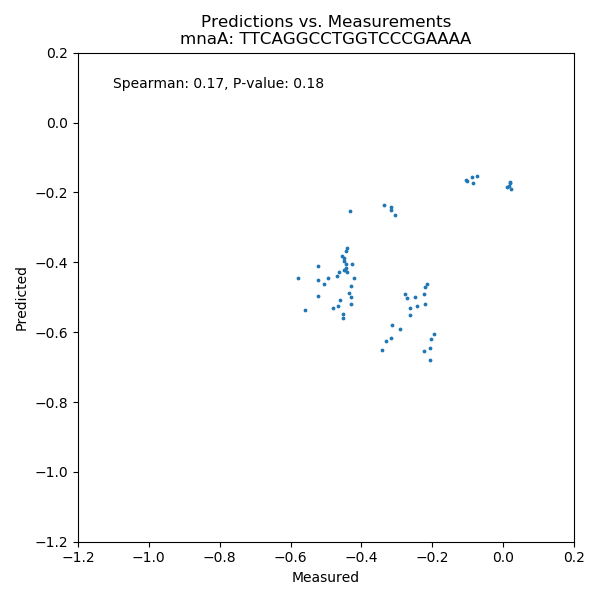 Predictions vs. Measurements
mnaA: TTCAGGCCTGGTCCCGAAAA
Spearman: 0.17, P-value: 0.18
0.2
0.0
−0.2
−0.4
−0.6
−0.8
−1.0
−1.2
Predicted
−1.2 −1.0 −0.8 −0.6 −0.4 −0.2 0.0 0.2
Measured